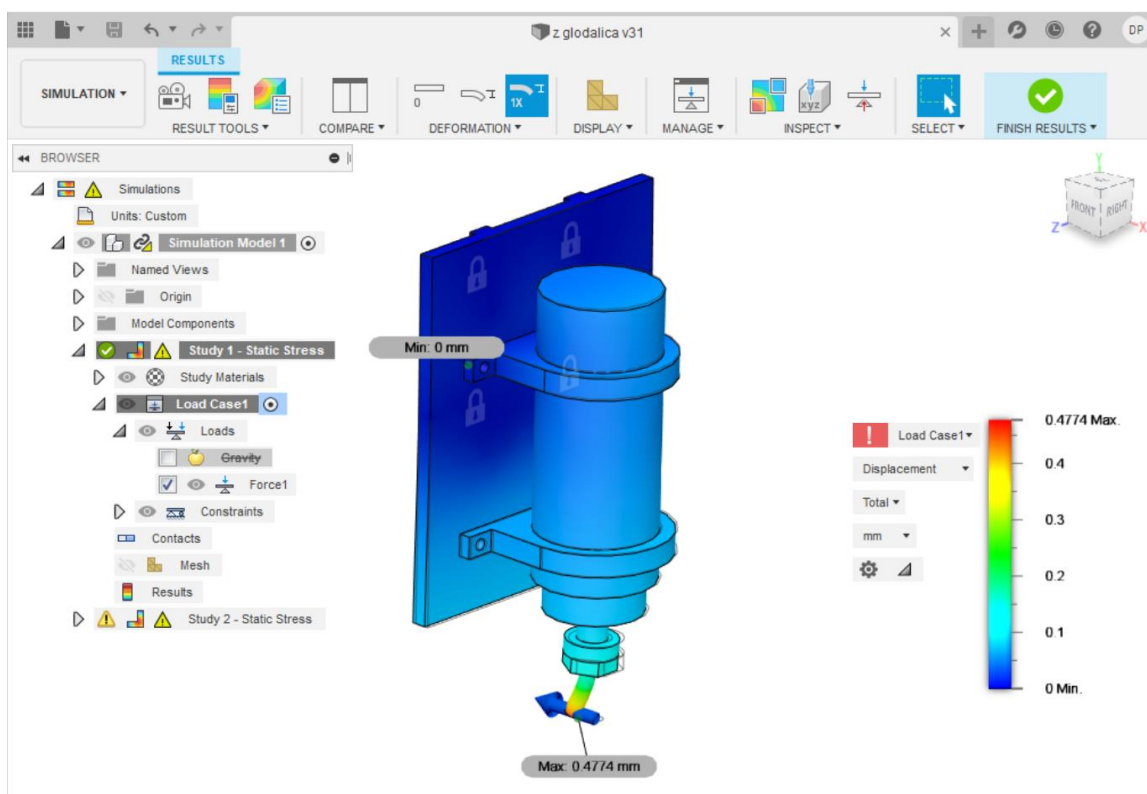 z glodalica v31
DP
RESULTS
SIMULATION
0
1X
xyz
RESULT TOOLS
COMPARE
DEFORMATION
DISPLAY
MANAGE
INSPECT
SELECT
FINISH RESULTS
BROWSER
Simulations
Units: Custom
Simulation Model 1
Named Views
Origin
Model Components
Study 1 - Static Stress
Study Materials
Load Case1
Loads
Gravity
Force1
Constraints
Contacts
Mesh
Results
Study 2 - Static Stress
Y
FRONT
RIGHT
Z
X
Min: 0 mm
Max: 0.4774 mm
Load Case1
Displacement
Total
mm
0.4774 Max.
0.4
0.3
0.2
0.1
0 Min.